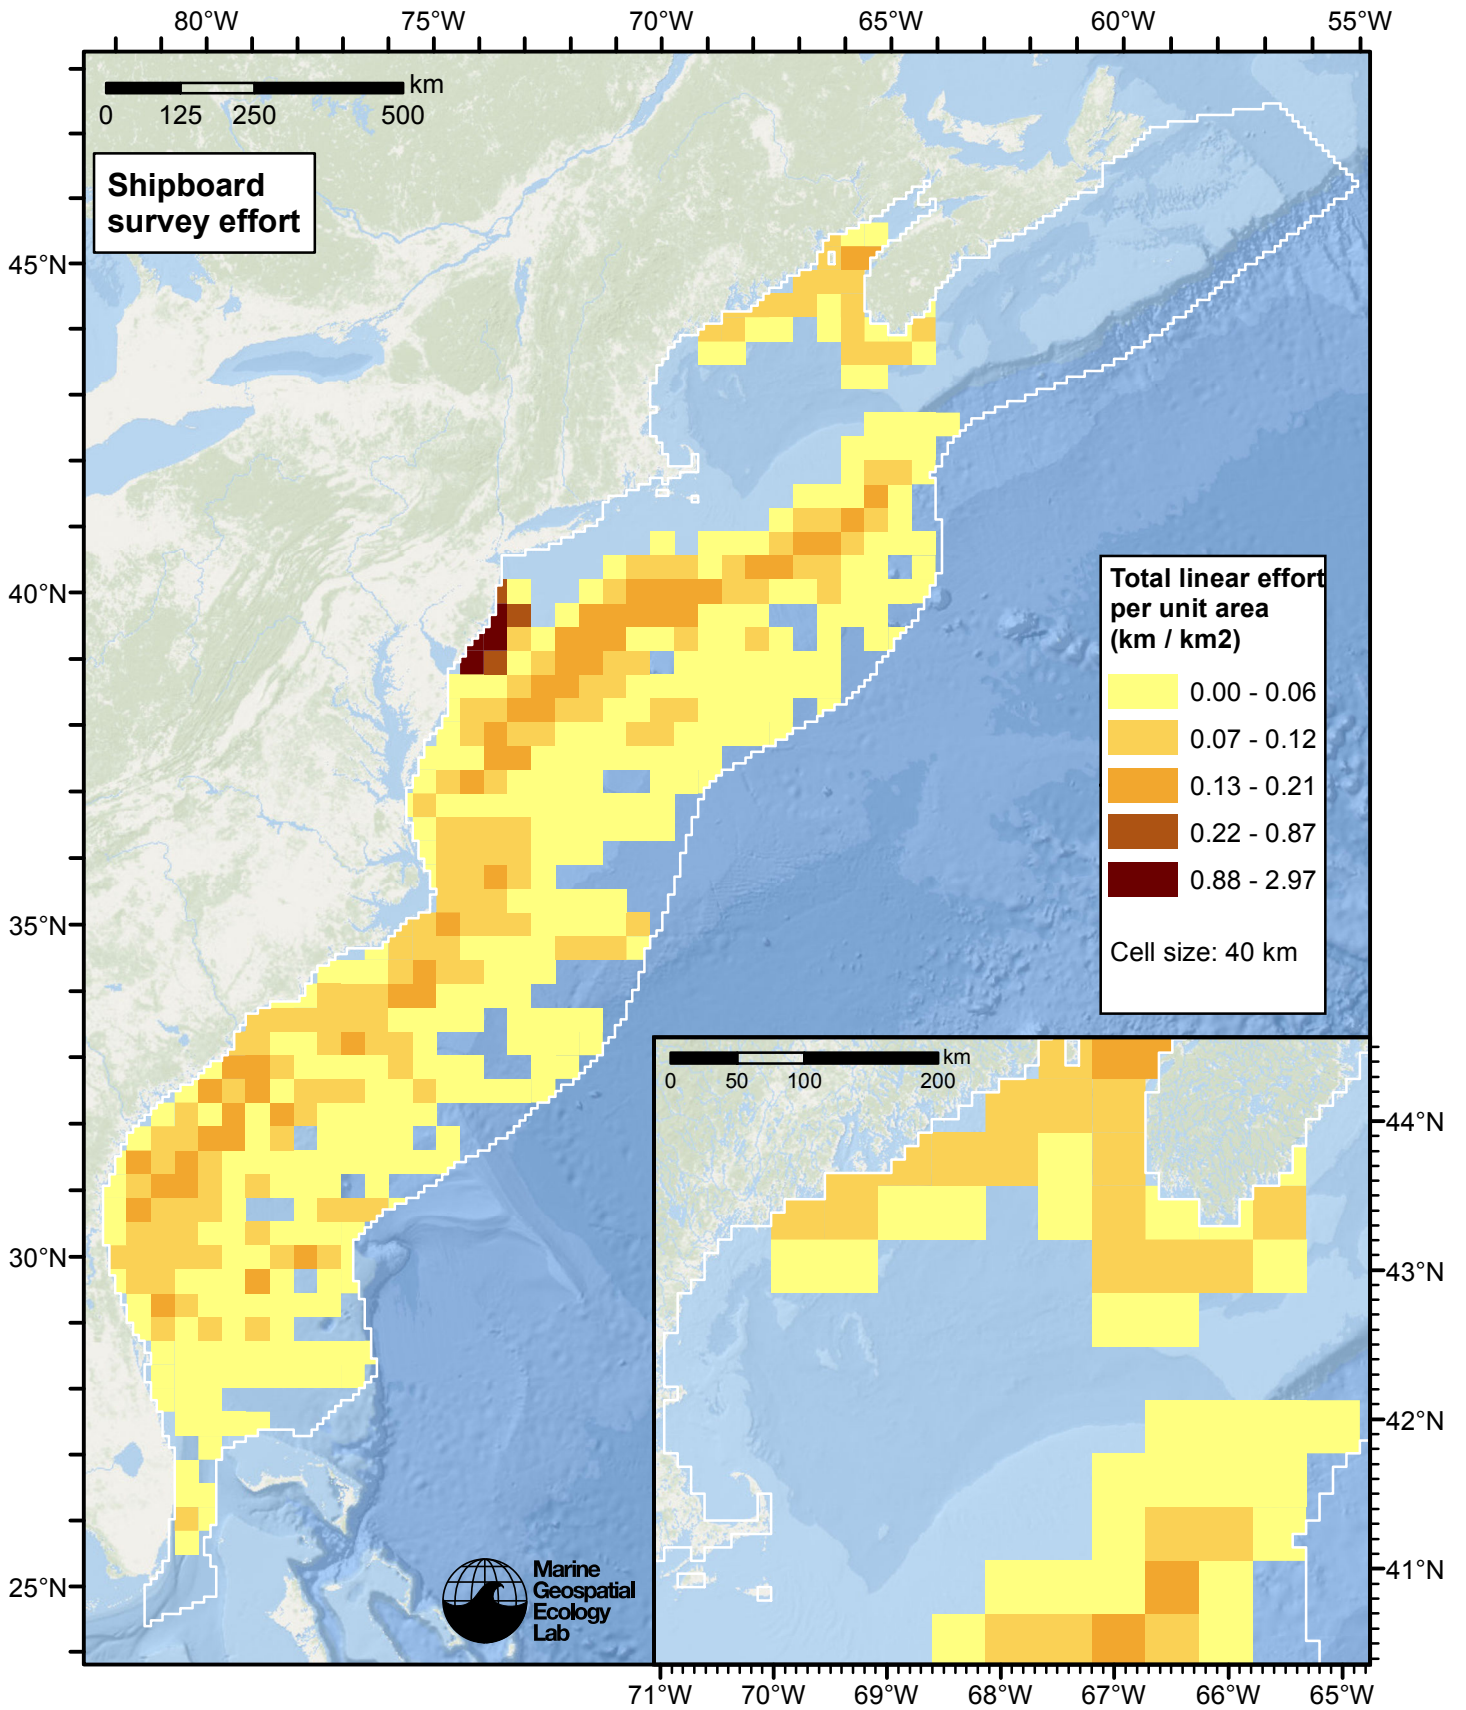 80°W 75°W 70°W 65°W 60°W 55°W
km
0 125 250 500
Shipboard
survey effort
45°N
40°N
35°N
30°N
25°N
Total linear effort
per unit area
(km / km2)
0.00 - 0.06
0.07 - 0.12
0.13 - 0.21
0.22 - 0.87
0.88 - 2.97
Cell size: 40 km
km
0 50 100 200
44°N
43°N
42°N
41°N
Marine
Geospatial
Ecology
Lab
71°W 70°W 69°W 68°W 67°W 66°W 65°W